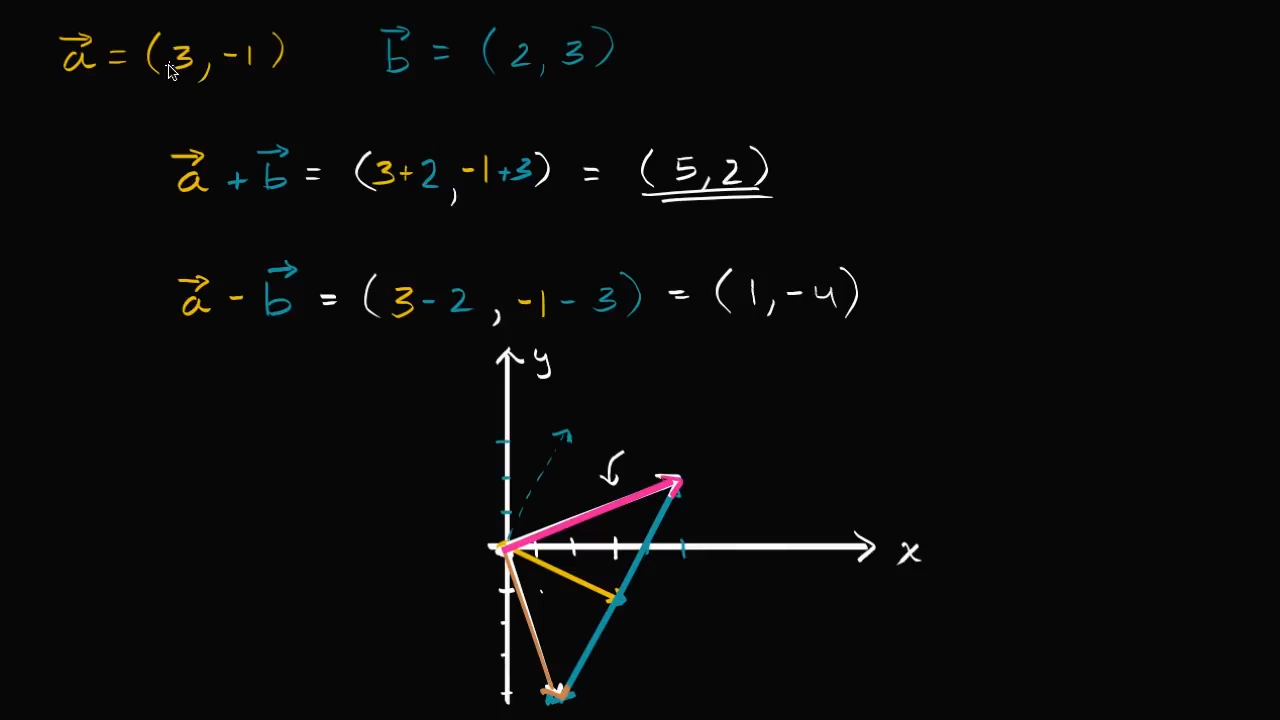 a⃗ = (3, -1) b⃗ = (2, 3)
a⃗ + b⃗ = (3+2, -1+3) = (5,2)
a⃗ - b⃗ = (3-2, -1-3) = (1,-4)
y
x